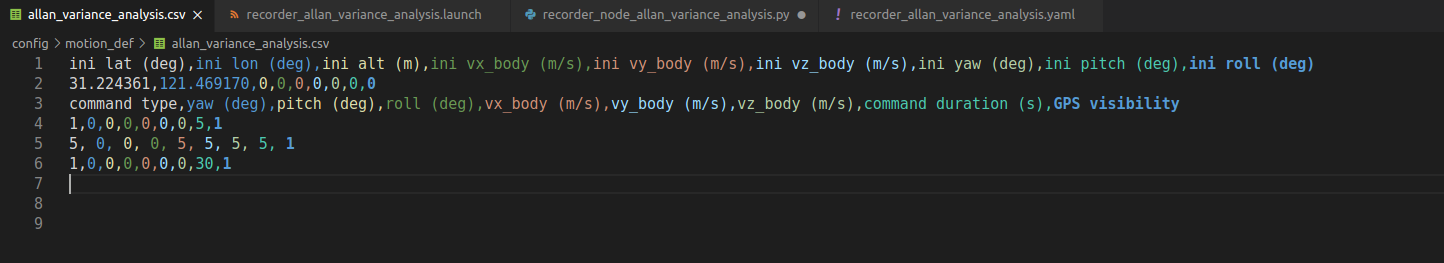 allan_variance_analysis.csv recorder_allan_variance_analysis.launch recorder_node_allan_variance_analysis.py recorder_allan_variance_analysis.yaml
config > motion_def > allan_variance_analysis.csv
1 ini lat (deg),ini lon (deg),ini alt (m),ini vx_body (m/s),ini vy_body (m/s),ini vz_body (m/s),ini yaw (deg),ini pitch (deg),ini roll (deg)
2 31.224361,121.469170,0,0,0,0,0,0,0
3 command type,yaw (deg),pitch (deg),roll (deg),vx_body (m/s),vy_body (m/s),vz_body (m/s),command duration (s),GPS visibility
4 1,0,0,0,0,0,0,5,1
5 5, 0, 0, 0, 5, 5, 5, 5, 1
6 1,0,0,0,0,0,0,30,1
7
8
9